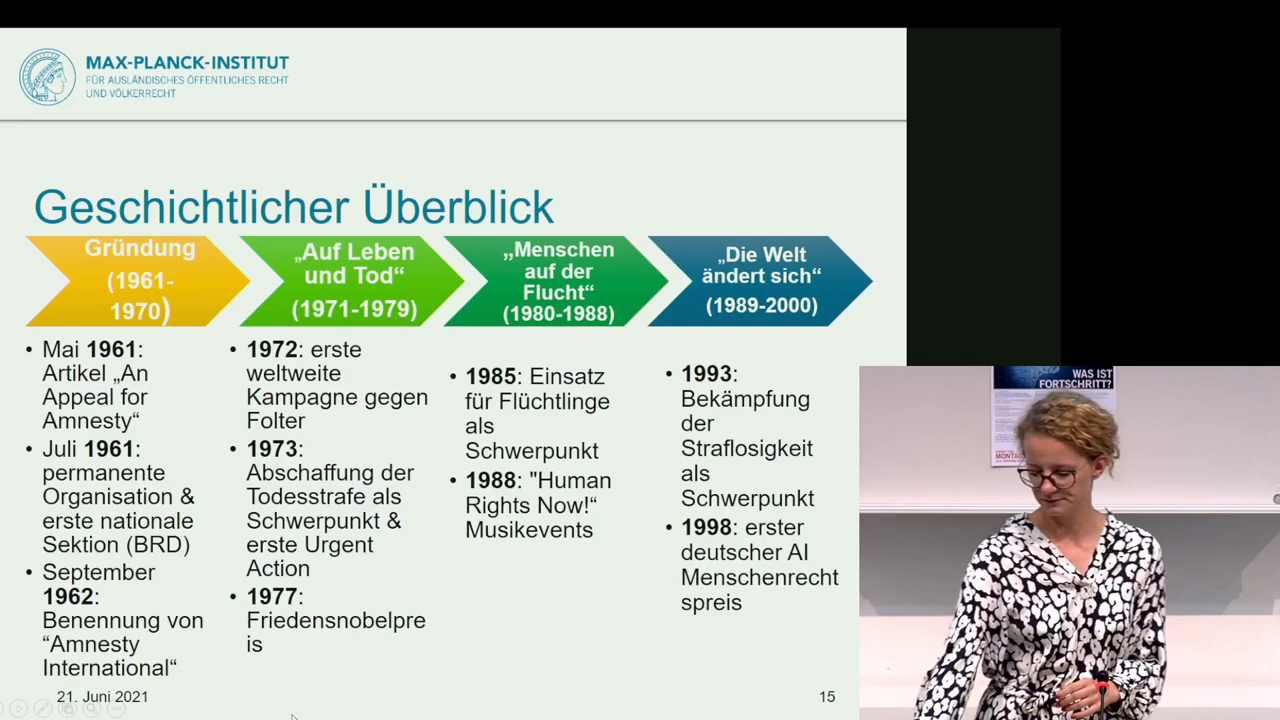 MAX-PLANCK-INSTITUT
FÜR AUSLÄNDISCHES ÖFFENTLICHES RECHT
UND VÖLKERRECHT
Geschichtlicher Überblick
Gründung
(1961-
1970)
„Auf Leben
und Tod“
(1971-1979)
„Menschen
auf der
Flucht“
(1980-1988)
„Die Welt
ändert sich“
(1989-2000)
• Mai 1961:
Artikel „An
Appeal for
Amnesty“
• Juli 1961:
permanente
Organisation &
erste nationale
Sektion (BRD)
• September
1962:
Benennung von
“Amnesty
International“
• 1972: erste
weltweite
Kampagne gegen
Folter
• 1973:
Abschaffung der
Todesstrafe als
Schwerpunkt &
erste Urgent
Action
• 1977:
Friedensnobelpre
is
• 1985: Einsatz
für Flüchtlinge
als
Schwerpunkt
• 1988: "Human
Rights Now!“
Musikevents
• 1993:
Bekämpfung
der
Straflosigkeit
als
Schwerpunkt
• 1998: erster
deutscher AI
Menschenrecht
spreis
21. Juni 2021
15
WAS IST
FORTSCHRITT?